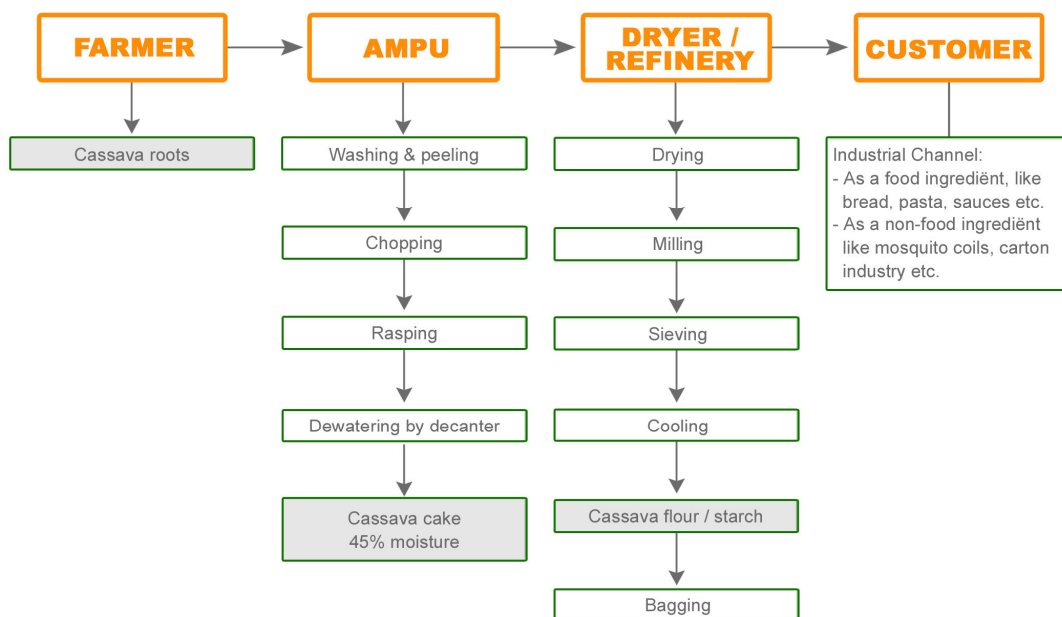 FARMER
AMPU
DRYER /
REFINERY
CUSTOMER
Cassava roots
Washing & peeling
Chopping
Rasping
Dewatering by decanter
Cassava cake
45% moisture
Drying
Milling
Sieving
Cooling
Cassava flour / starch
Bagging
Industrial Channel:
- As a food ingrediënt, like
bread, pasta, sauces etc.
- As a non-food ingrediënt
like mosquito coils, carton
industry etc.